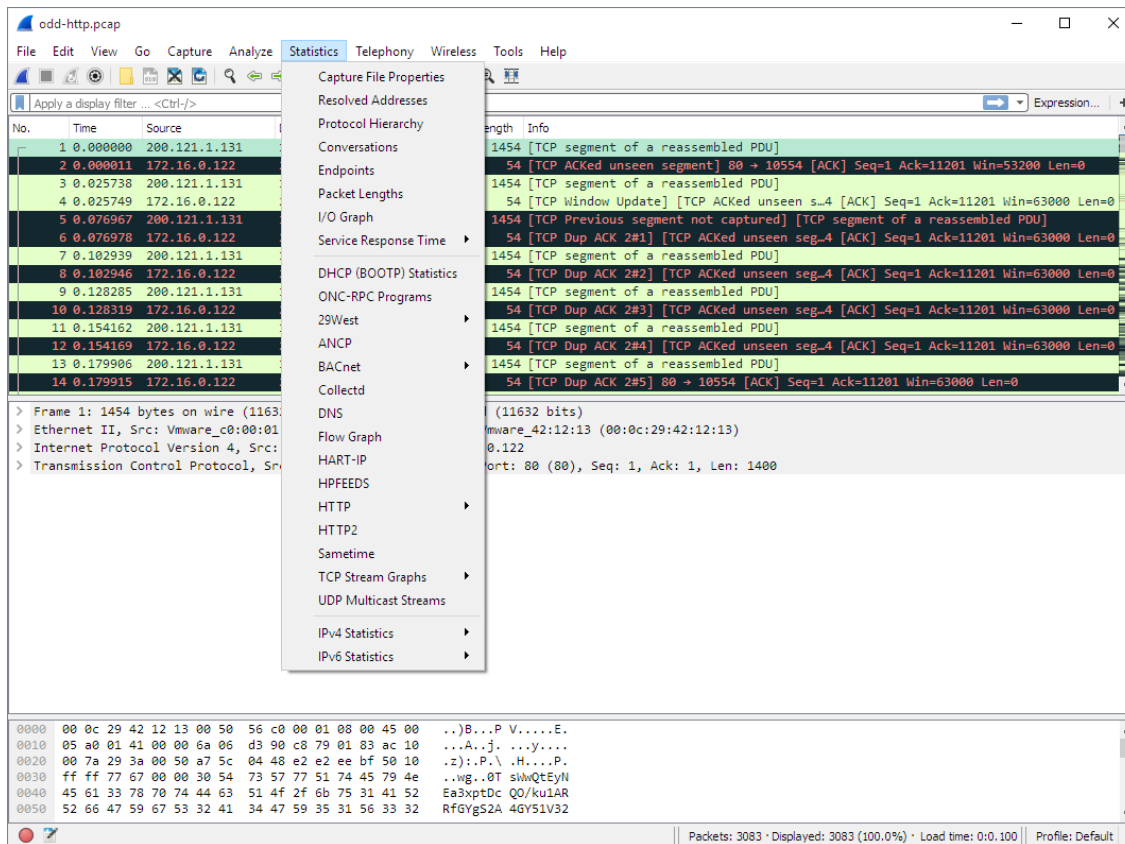 odd-http.pcap
File Edit View Go Capture Analyze Statistics Telephony Wireless Tools Help
Apply a display filter ... <Ctrl-/> Expression... +
No. Time Source ength Info
1 0.000000 200.121.1.131 1454 [TCP segment of a reassembled PDU]
2 0.000011 172.16.0.122 54 [TCP ACKed unseen segment] 80 → 10554 [ACK] Seq=1 Ack=11201 Win=53200 Len=0
3 0.025738 200.121.1.131 1454 [TCP segment of a reassembled PDU]
4 0.025749 172.16.0.122 54 [TCP Window Update] [TCP ACKed unseen s…4 [ACK] Seq=1 Ack=11201 Win=63000 Len=0
5 0.076967 200.121.1.131 1454 [TCP Previous segment not captured] [TCP segment of a reassembled PDU]
6 0.076978 172.16.0.122 54 [TCP Dup ACK 2#1] [TCP ACKed unseen seg…4 [ACK] Seq=1 Ack=11201 Win=63000 Len=0
7 0.102939 200.121.1.131 1454 [TCP segment of a reassembled PDU]
8 0.102946 172.16.0.122 54 [TCP Dup ACK 2#2] [TCP ACKed unseen seg…4 [ACK] Seq=1 Ack=11201 Win=63000 Len=0
9 0.128285 200.121.1.131 1454 [TCP segment of a reassembled PDU]
10 0.128319 172.16.0.122 54 [TCP Dup ACK 2#3] [TCP ACKed unseen seg…4 [ACK] Seq=1 Ack=11201 Win=63000 Len=0
11 0.154162 200.121.1.131 1454 [TCP segment of a reassembled PDU]
12 0.154169 172.16.0.122 54 [TCP Dup ACK 2#4] [TCP ACKed unseen seg…4 [ACK] Seq=1 Ack=11201 Win=63000 Len=0
13 0.179906 200.121.1.131 1454 [TCP segment of a reassembled PDU]
14 0.179915 172.16.0.122 54 [TCP Dup ACK 2#5] 80 → 10554 [ACK] Seq=1 Ack=11201 Win=63000 Len=0
Capture File Properties
Resolved Addresses
Protocol Hierarchy
Conversations
Endpoints
Packet Lengths
I/O Graph
Service Response Time
DHCP (BOOTP) Statistics
ONC-RPC Programs
29West
ANCP
BACnet
Collectd
DNS
Flow Graph
HART-IP
HPFEEDS
HTTP
HTTP2
Sametime
TCP Stream Graphs
UDP Multicast Streams
IPv4 Statistics
IPv6 Statistics
Frame 1: 1454 bytes on wire (1163 (11632 bits)
Ethernet II, Src: Vmware_c0:00:01 mware_42:12:13 (00:0c:29:42:12:13)
Internet Protocol Version 4, Src: 0.122
Transmission Control Protocol, Sr ort: 80 (80), Seq: 1, Ack: 1, Len: 1400
0000 00 0c 29 42 12 13 00 50 56 c0 00 01 08 00 45 00 ..)B...P V.....E.
0010 05 a0 01 41 00 00 6a 06 d3 90 c8 79 01 83 ac 10 ...A..j. ...y....
0020 00 7a 29 3a 00 50 a7 5c 04 48 e2 e2 ee bf 50 10 .z):.P.\ .H....P.
0030 ff ff 77 67 00 00 30 54 73 57 77 51 74 45 79 4e ..wg..0T sWwQtEyN
0040 45 61 33 78 70 74 44 63 51 4f 2f 6b 75 31 41 52 Ea3xptDc QO/ku1AR
0050 52 66 47 59 67 53 32 41 34 47 59 35 31 56 33 32 RfGYgS2A 4GY51V32
Packets: 3083 · Displayed: 3083 (100.0%) · Load time: 0:0.100 Profile: Default